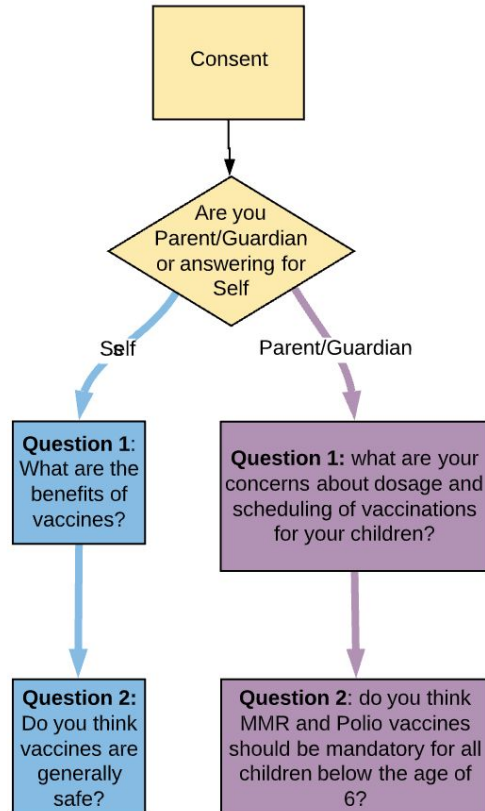 Consent
Are you
Parent/Guardian
or answering for
Self
Self
Parent/Guardian
Question 1:
What are the
benefits of
vaccines?
Question 1: what are your
concerns about dosage and
scheduling of vaccinations
for your children?
Question 2:
Do you think
vaccines are
generally
safe?
Question 2: do you think
MMR and Polio vaccines
should be mandatory for all
children below the age of
6?